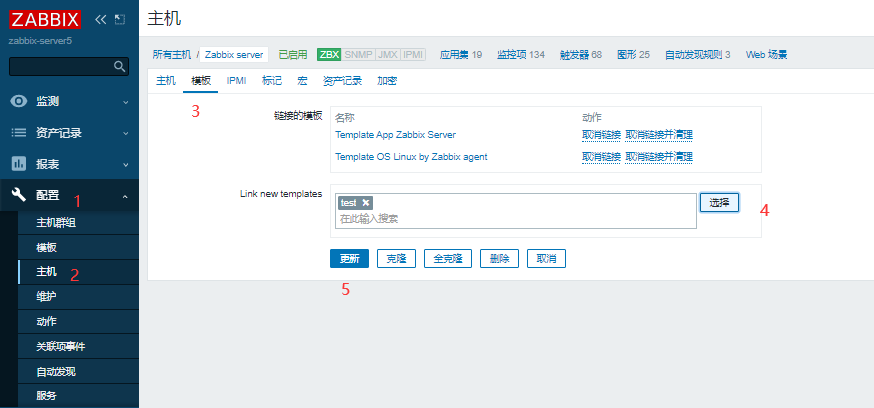 ZABBIX
zabbix-server5
监测
资产记录
报表
配置 1
主机群组
模板
主机 2
维护
动作
关联项事件
自动发现
服务
主机
所有主机 / Zabbix server 已启用 ZBX SNMP JMX IPMI 应用集 19 监控项 134 触发器 68 图形 25 自动发现规则 3 Web 场景
主机 模板 IPMI 标记 宏 资产记录 加密
3
链接的模板 名称 动作
Template App Zabbix Server 取消链接 取消链接并清理
Template OS Linux by Zabbix agent 取消链接 取消链接并清理
Link new templates test 选择
在此输入搜索
4
更新 克隆 全克隆 删除 取消
5